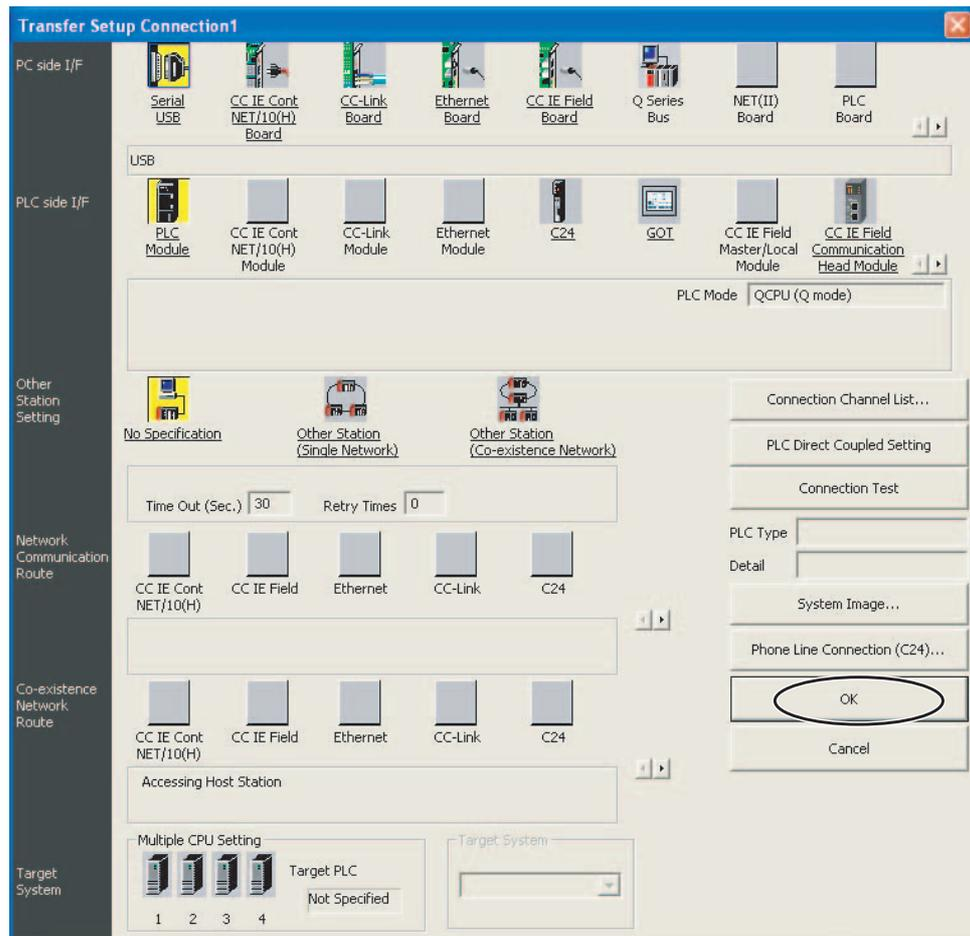 Transfer Setup Connection1
PC side I/F
Serial
USB
CC IE Cont
NET/10(H)
Board
CC-Link
Board
Ethernet
Board
CC IE Field
Board
Q Series
Bus
NET(II)
Board
PLC
Board
USB
PLC side I/F
PLC
Module
CC IE Cont
NET/10(H)
Module
CC-Link
Module
Ethernet
Module
C24
GOT
CC IE Field
Master/Local
Module
CC IE Field
Communication
Head Module
PLC Mode QCPU (Q mode)
Other
Station
Setting
No Specification
Other Station
(Single Network)
Other Station
(Co-existence Network)
Time Out (Sec.) 30 Retry Times 0
Connection Channel List...
PLC Direct Coupled Setting
Connection Test
PLC Type
Detail
System Image...
Phone Line Connection (C24)...
OK
Cancel
Network
Communication
Route
CC IE Cont
NET/10(H)
CC IE Field
Ethernet
CC-Link
C24
Co-existence
Network
Route
CC IE Cont
NET/10(H)
CC IE Field
Ethernet
CC-Link
C24
Accessing Host Station
Target
System
Multiple CPU Setting
1 2 3 4
Target PLC
Not Specified
Target System